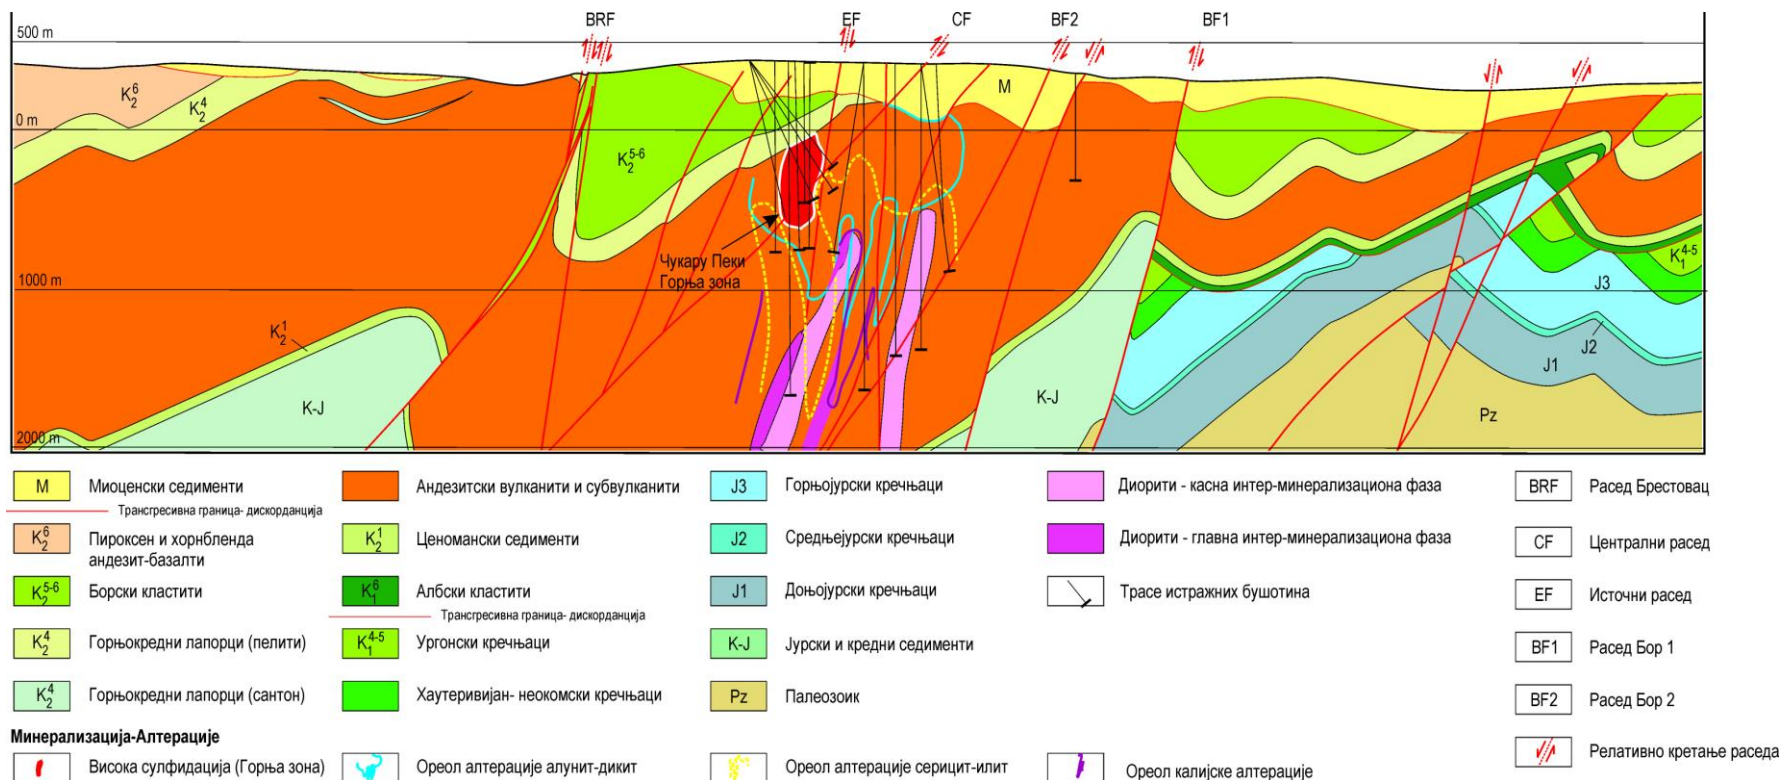 BRF EF CF BF2 BF1
500 m
K₂⁶
K₂⁴
M
0 m
K₂⁵⁻⁶
Чукару Пеки
Горња зона
K₁⁴⁻⁵
1000 m
J3
K₂¹
J2
J1
K-J
K-J
Pz
2000 m
M Миоценски седименти
Трансгресивна граница- дискорданција
K₂⁶ Пироксен и хорнбленда
андезит-базалти
K₂⁵⁻⁶ Борски кластити
K₂⁴ Горњокредни лапорци (пелити)
K₂⁴ Горњокредни лапорци (сантон)
Андезитски вулканити и субвулканити
K₂¹ Ценомански седименти
K₁⁶ Албски кластити
Трансгресивна граница- дискорданција
K₁⁴⁻⁵ Ургонски кречњаци
Хаутеривијан- неокомски кречњаци
J3 Горњојурски кречњаци
J2 Средњејурски кречњаци
J1 Доњојурски кречњаци
K-J Јурски и кредни седименти
Pz Палеозоик
Диорити - касна интер-минерализациона фаза
Диорити - главна интер-минерализациона фаза
Трасе истражних бушотина
BRF Расед Брестовац
CF Централни расед
EF Источни расед
BF1 Расед Бор 1
BF2 Расед Бор 2
Релативно кретање раседа
Минерализација-Алтерације
Висока сулфидација (Горња зона)
Ореол алтерације алунит-дикит
Ореол алтерације серицит-илит
Ореол калијске алтерације